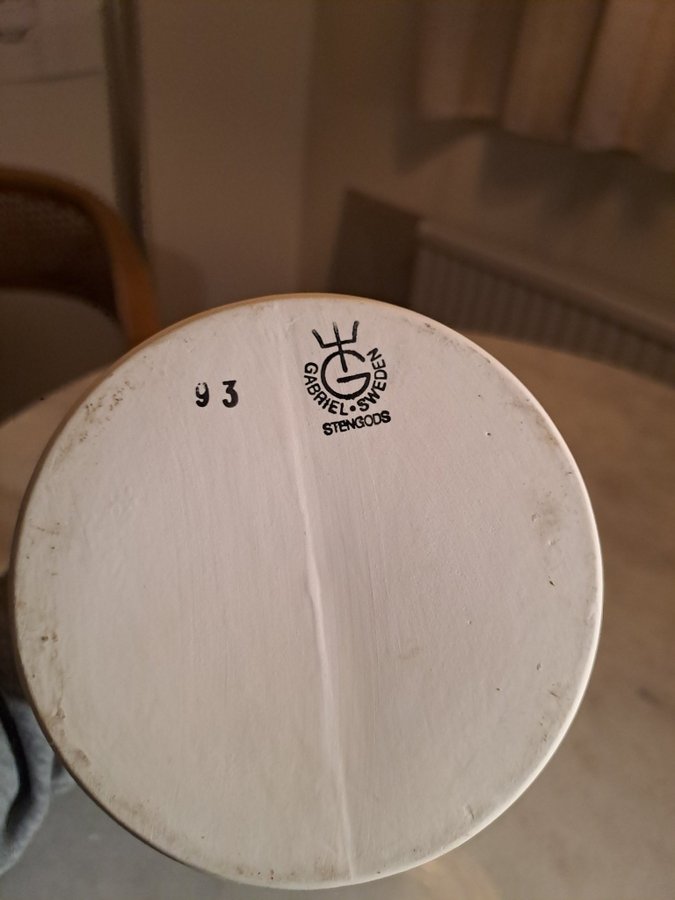 93
G
GABRIEL • SWEDEN
STENGODS